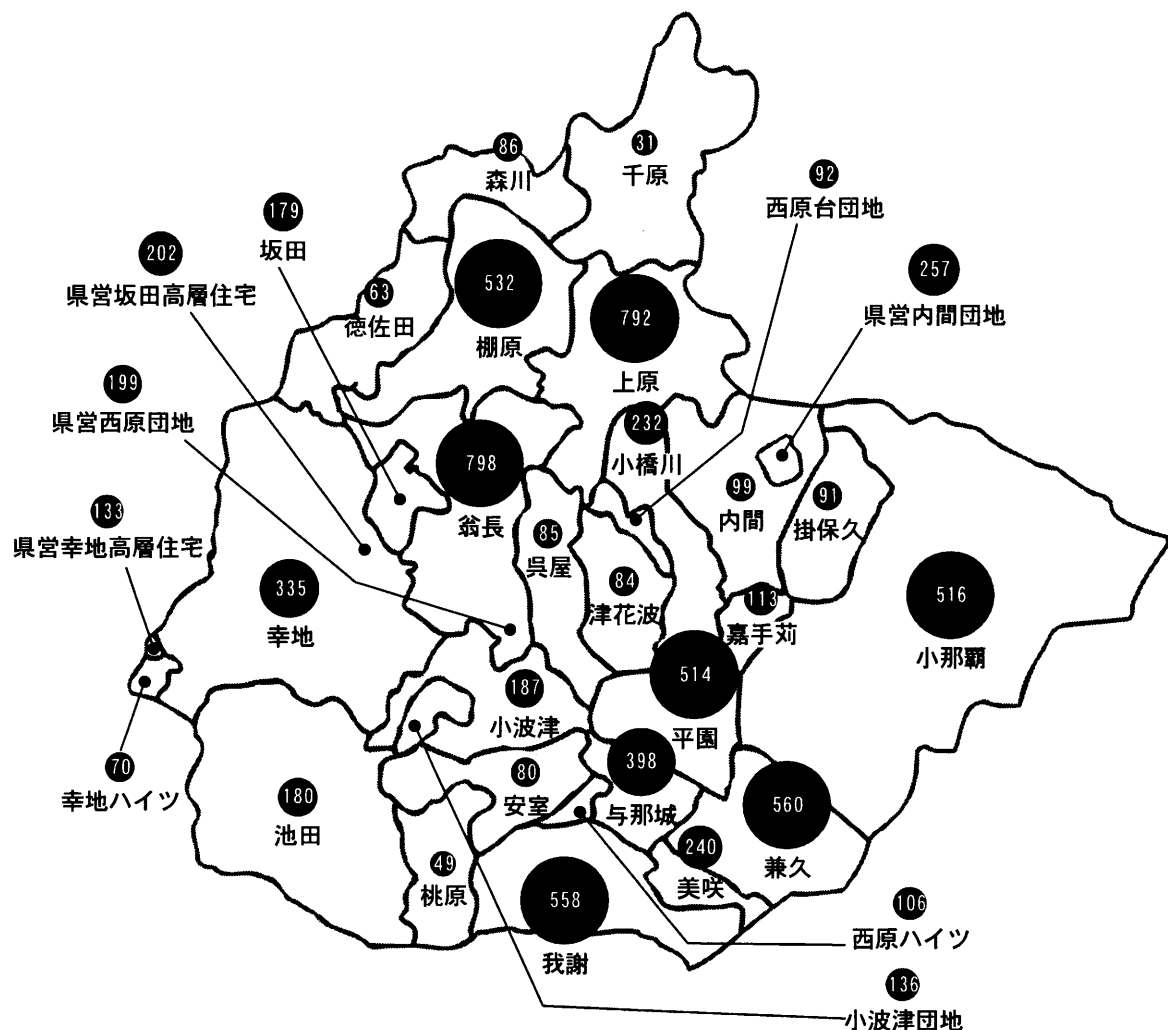 86
森川
31
千原
92
西原台団地
179
坂田
202
県営坂田高層住宅
257
県営内間団地
63
徳佐田
532
棚原
792
上原
199
県営西原団地
798
翁長
232
小橋川
99
内間
91
掛保久
133
県営幸地高層住宅
335
幸地
85
呉屋
84
津花波
113
嘉手苅
516
小那覇
187
小波津
514
平園
70
幸地ハイツ
180
池田
80
安室
398
与那城
560
兼久
49
桃原
240
美咲
558
我謝
106
西原ハイツ
136
小波津団地